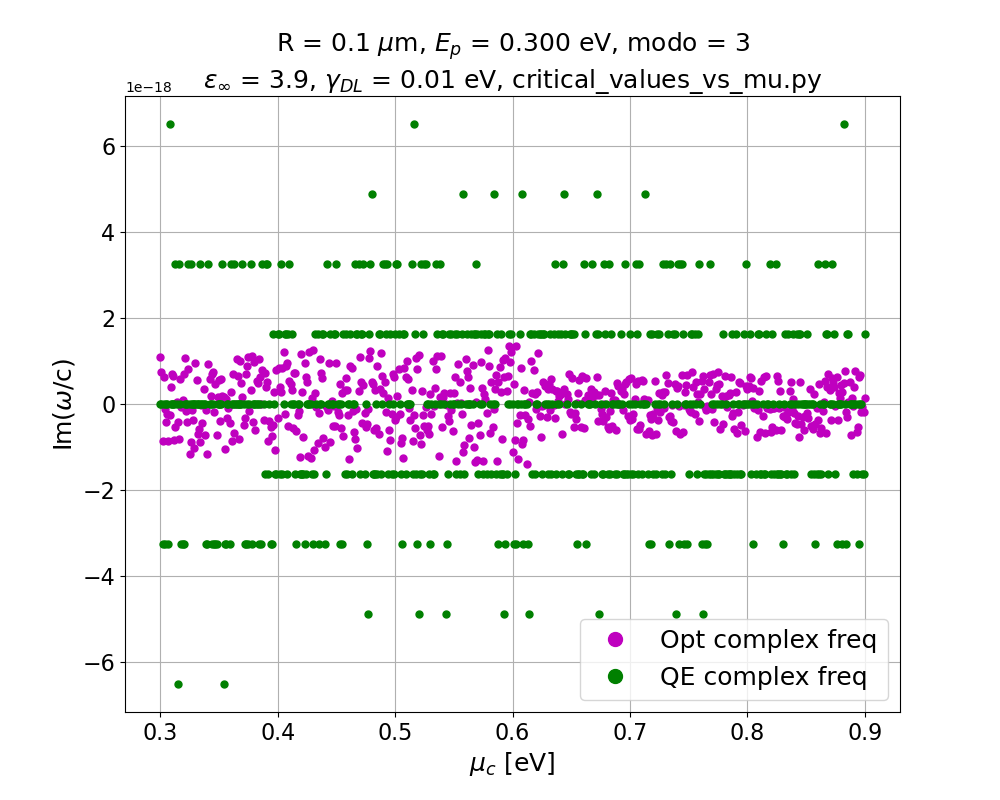 R = 0.1 μm, E_p = 0.300 eV, modo = 3
ε_∞ = 3.9, γ_DL = 0.01 eV, critical_values_vs_mu.py
1e−18
6
4
2
0
−2
−4
−6
Im(ω/c)
Opt complex freq
QE complex freq
0.3 0.4 0.5 0.6 0.7 0.8 0.9
μ_c [eV]